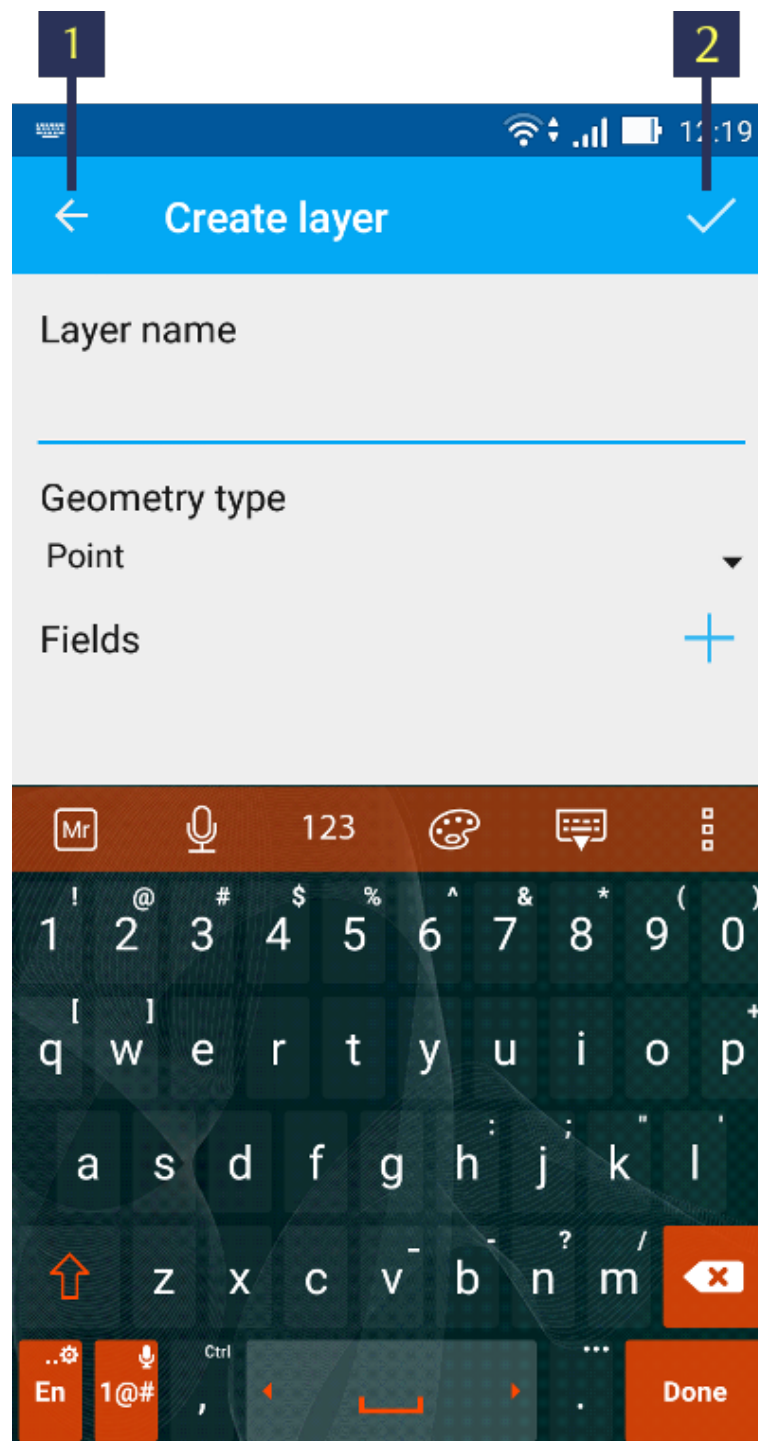 1 2
12:19
Create layer
Layer name
Geometry type
Point
Fields
Mr 123
! @ # $ % ^ & * ( )
1 2 3 4 5 6 7 8 9 0
[ ] +
q w e r t y u i o p
: ; " '
a s d f g h j k l
_ - ? /
z x c v b n m
.. Ctrl ...
En 1@# , . Done